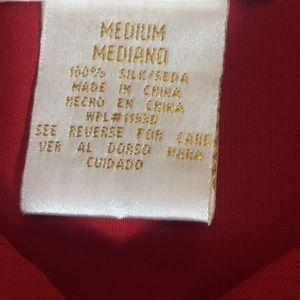 MEDIUM
MEDIANO
100% SILK/SEDA
MADE IN CHINA
HECHO EN CHINA
WPL#11930
SEE REVERSE FOR CARE
VER AL DORSO PARA
CUIDADO